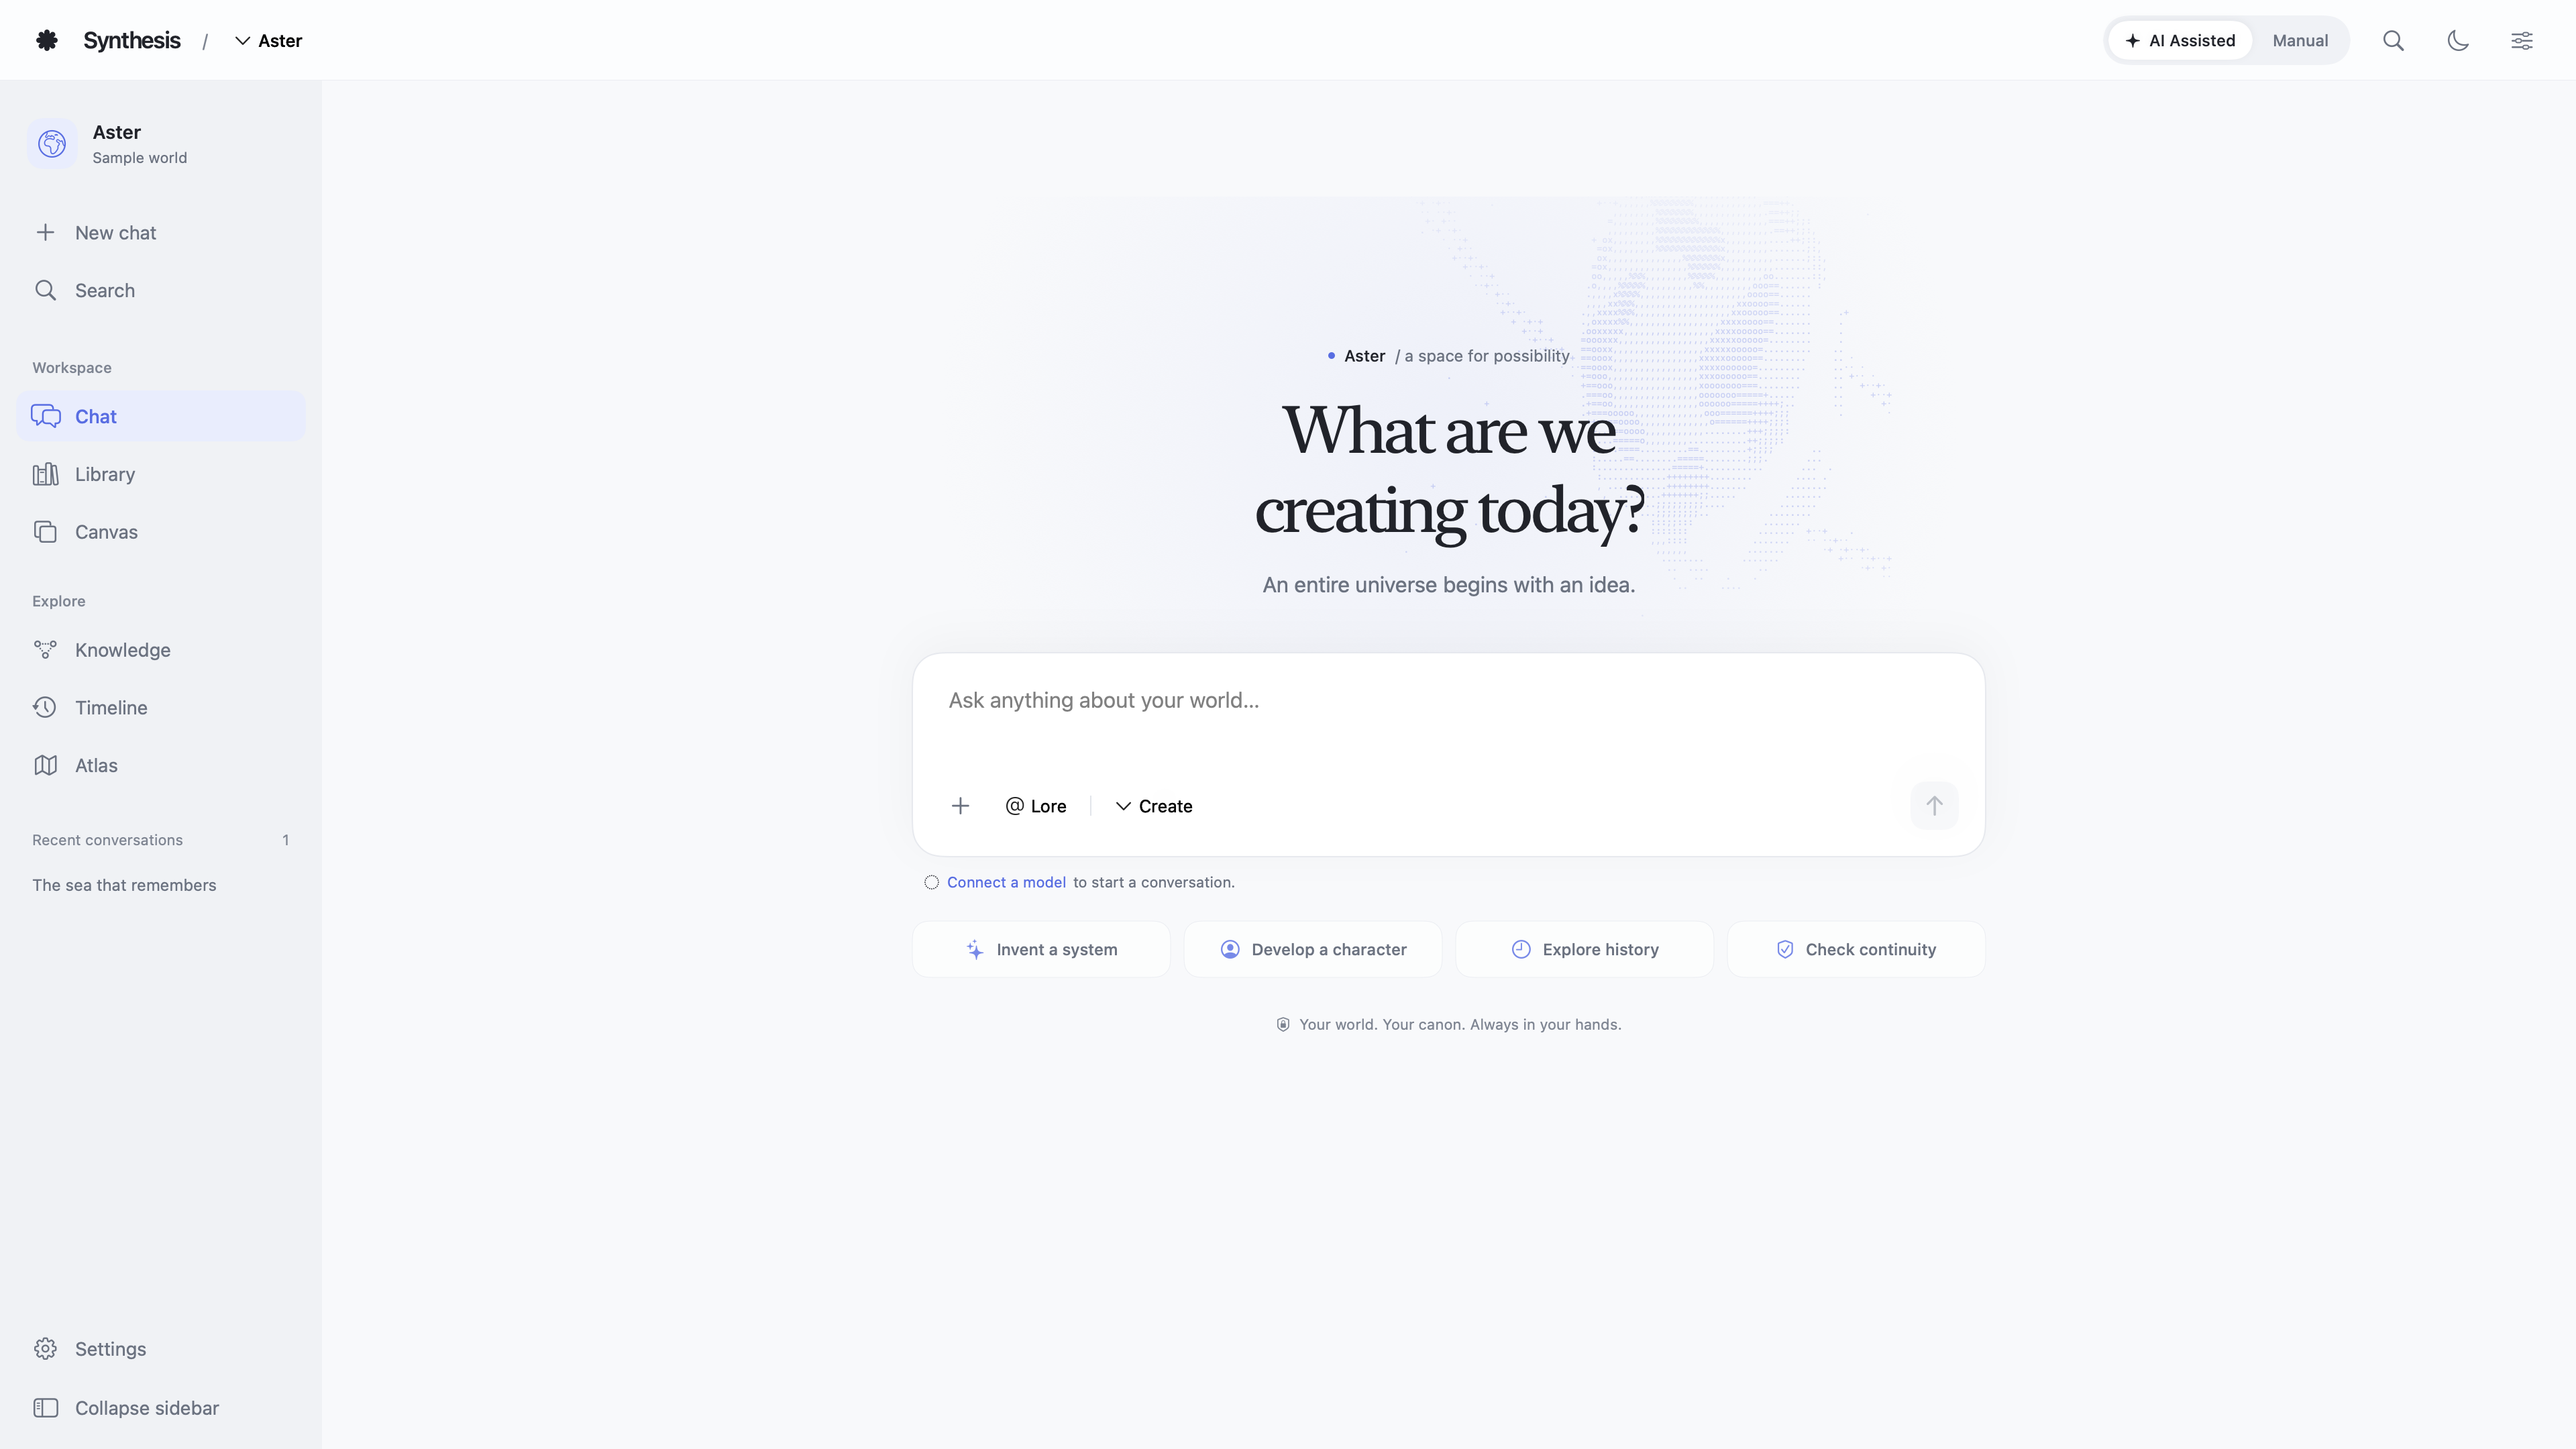 Synthesis / Aster
AI Assisted
Manual
Aster
Sample world
New chat
Search
Workspace
Chat
Library
Canvas
Explore
Knowledge
Timeline
Atlas
Recent conversations 1
The sea that remembers
Settings
Collapse sidebar
Aster / a space for possibility
What are we
creating today?
An entire universe begins with an idea.
Ask anything about your world...
@ Lore
Create
Connect a model to start a conversation.
Invent a system
Develop a character
Explore history
Check continuity
Your world. Your canon. Always in your hands.